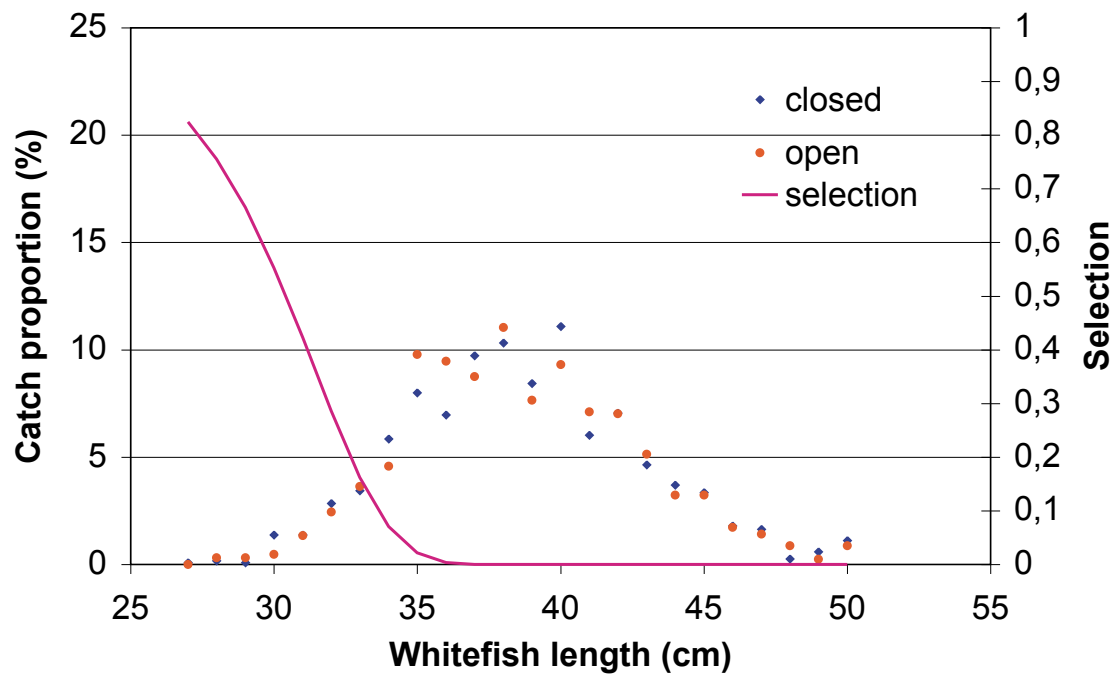 25
20
15
10
5
0
Catch proportion (%)
1
0,9
0,8
0,7
0,6
0,5
0,4
0,3
0,2
0,1
0
Selection
closed
open
selection
25 30 35 40 45 50 55
Whitefish length (cm)